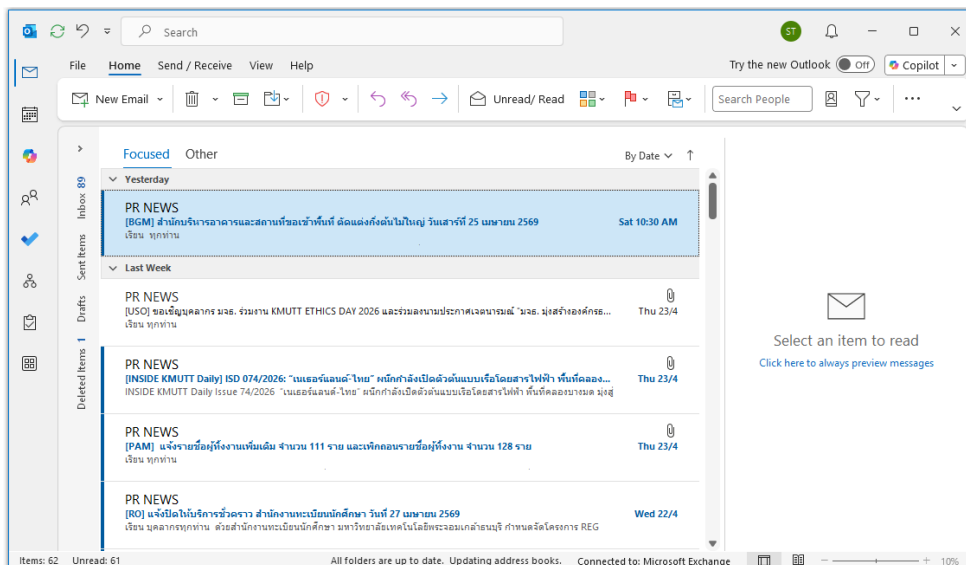 Search
ST
File Home Send / Receive View Help
Try the new Outlook Off Copilot
New Email Unread/ Read Search People
Focused Other By Date
Inbox 89
Sent Items
Drafts
Deleted Items 1
Yesterday
PR NEWS
[BGM] สำนักบริหารอาคารและสถานที่ขอเข้าพื้นที่ ตัดแต่งกิ่งต้นไม้ใหญ่ วันเสาร์ที่ 25 เมษายน 2569 Sat 10:30 AM
เรียน ทุกท่าน
Last Week
PR NEWS
[USO] ขอเชิญบุคลากร มจธ. ร่วมงาน KMUTT ETHICS DAY 2026 และร่วมลงนามประกาศเจตนารมณ์ "มจธ. มุ่งสร้างองค์กรธ... Thu 23/4
เรียน ทุกท่าน
PR NEWS
[INSIDE KMUTT Daily] ISD 074/2026: "เนเธอร์แลนด์-ไทย" ผนึกกำลังเปิดตัวต้นแบบเรือโดยสารไฟฟ้า พื้นที่คลอง... Thu 23/4
INSIDE KMUTT Daily Issue 74/2026 "เนเธอร์แลนด์-ไทย" ผนึกกำลังเปิดตัวต้นแบบเรือโดยสารไฟฟ้า พื้นที่คลองบางมด มุ่งสู่
PR NEWS
[PAM] แจ้งรายชื่อผู้ทิ้งงานเพิ่มเติม จำนวน 111 ราย และเพิกถอนรายชื่อผู้ทิ้งงาน จำนวน 128 ราย Thu 23/4
เรียน ทุกท่าน
PR NEWS
[RO] แจ้งปิดให้บริการชั่วคราว สำนักงานทะเบียนนักศึกษา วันที่ 27 เมษายน 2569 Wed 22/4
เรียน บุคลากรทุกท่าน ด้วยสำนักงานทะเบียนนักศึกษา มหาวิทยาลัยเทคโนโลยีพระจอมเกล้าธนบุรี กำหนดจัดโครงการ REG
Select an item to read
Click here to always preview messages
Items: 62 Unread: 61 All folders are up to date. Updating address books. Connected to: Microsoft Exchange 10%